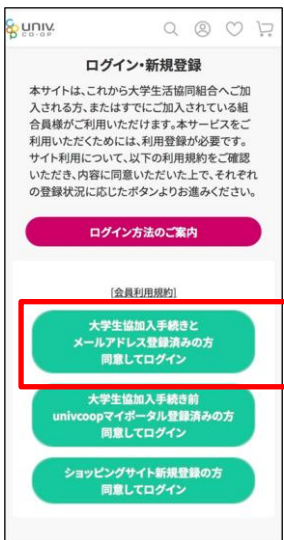 univ.
CO-OP
ログイン・新規登録
本サイトは、これから大学生活協同組合へご加
入される方、またはすでにご加入されている組
合員様がご利用いただけます。本サービスをご
利用いただくためには、利用登録が必要です。
サイト利用について、以下の利用規約をご確認
いただき、内容に同意いただいた上で、それぞれ
の登録状況に応じたボタンよりお進みください。
ログイン方法のご案内
[会員利用規約]
大学生協加入手続きと
メールアドレス登録済みの方
同意してログイン
大学生協加入手続き前
univcoopマイポータル登録済みの方
同意してログイン
ショッピングサイト新規登録の方
同意してログイン